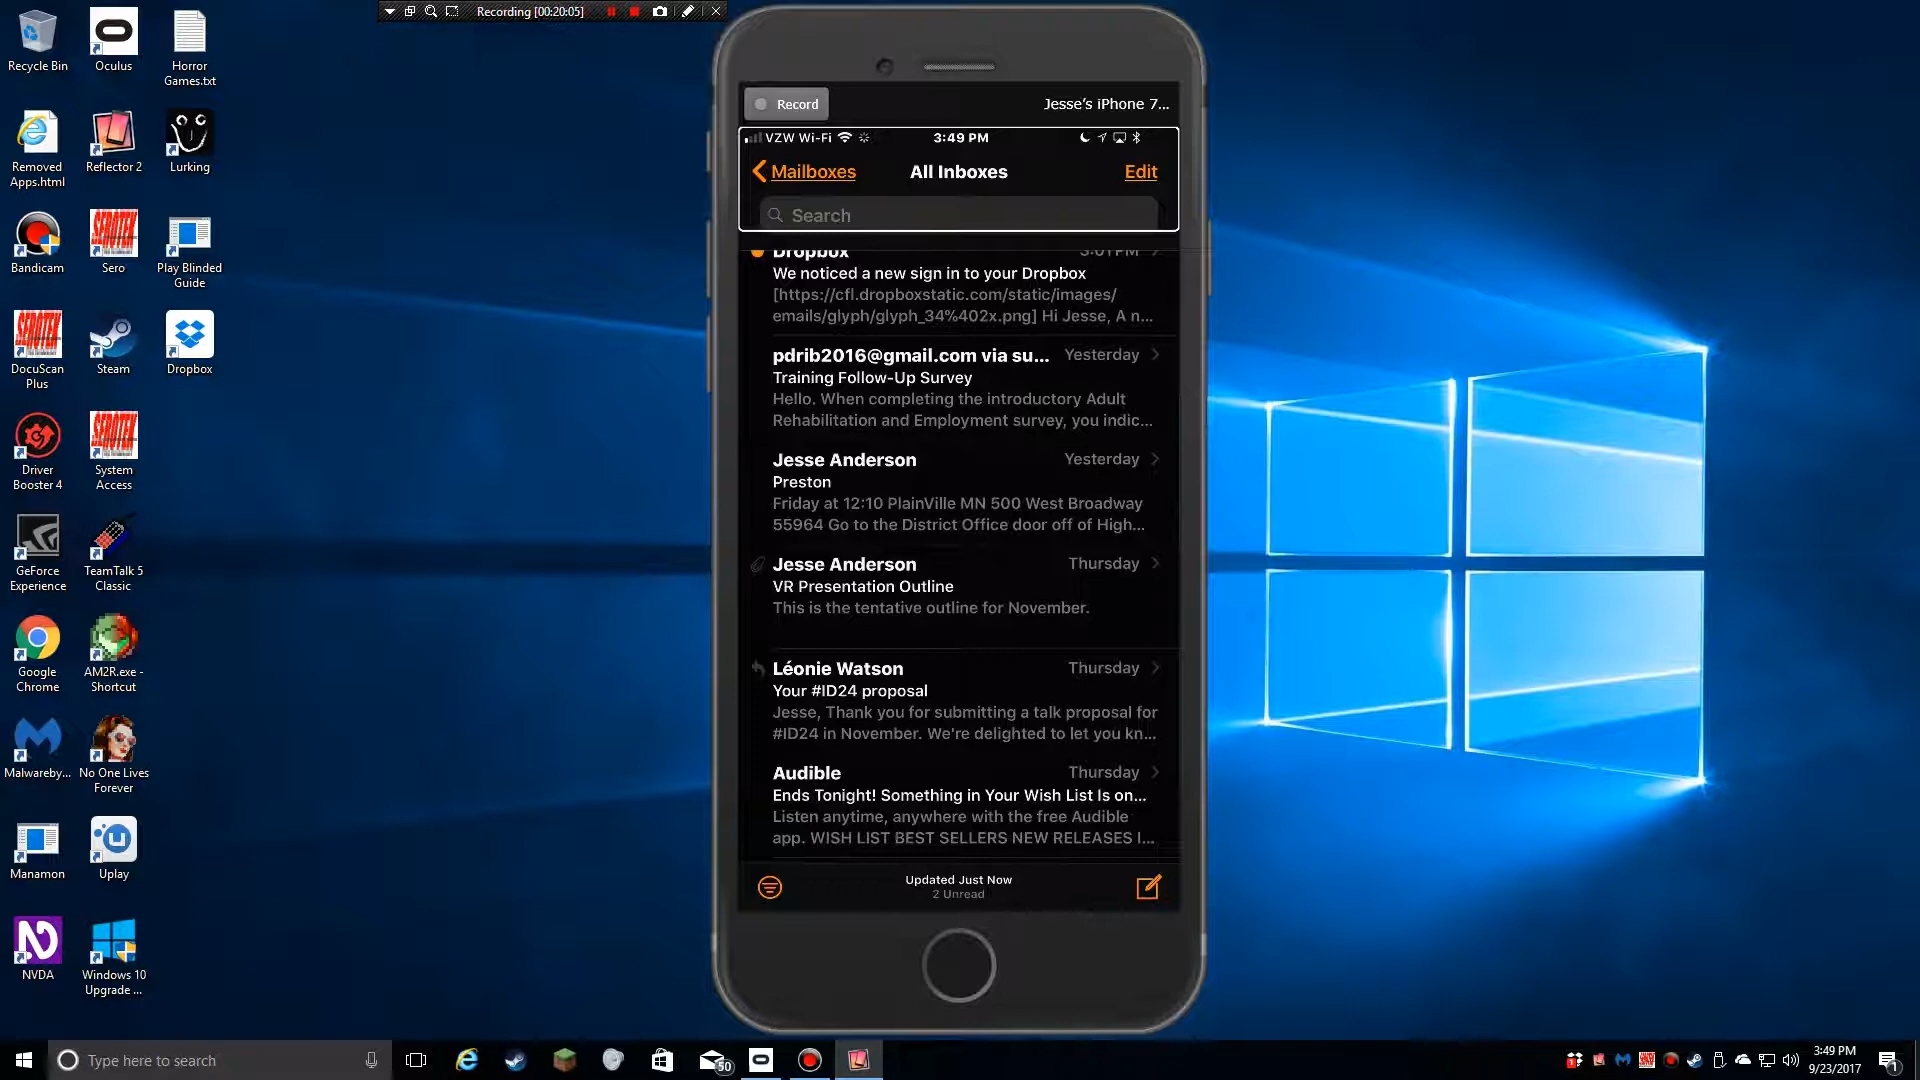 Recording [00:20:05]
Recycle Bin
Oculus
Horror
Games.txt
Removed
Apps.html
Reflector 2
Lurking
Bandicam
SEROTEK
Sero
Play Blinded
Guide
SEROTEK
DocuScan
Plus
Steam
Dropbox
Driver
Booster 4
SEROTEK
System
Access
GeForce
Experience
TeamTalk 5
Classic
Google
Chrome
AM2R.exe -
Shortcut
Malwareby...
No One Lives
Forever
Manamon
Uplay
NVDA
Windows 10
Upgrade ...
Record
Jesse's iPhone 7...
VZW Wi-Fi
3:49 PM
Mailboxes
All Inboxes
Edit
Search
Dropbox
3:01 PM
We noticed a new sign in to your Dropbox
[https://cfl.dropboxstatic.com/static/images/
emails/glyph/glyph_34%402x.png] Hi Jesse, A n...
pdrib2016@gmail.com via su...
Yesterday
Training Follow-Up Survey
Hello. When completing the introductory Adult
Rehabilitation and Employment survey, you indic...
Jesse Anderson
Yesterday
Preston
Friday at 12:10 PlainVille MN 500 West Broadway
55964 Go to the District Office door off of High...
Jesse Anderson
Thursday
VR Presentation Outline
This is the tentative outline for November.
Léonie Watson
Thursday
Your #ID24 proposal
Jesse, Thank you for submitting a talk proposal for
#ID24 in November. We're delighted to let you kn...
Audible
Thursday
Ends Tonight! Something in Your Wish List Is on...
Listen anytime, anywhere with the free Audible
app. WISH LIST BEST SELLERS NEW RELEASES I...
Updated Just Now
2 Unread
Type here to search
50
3:49 PM
9/23/2017
1